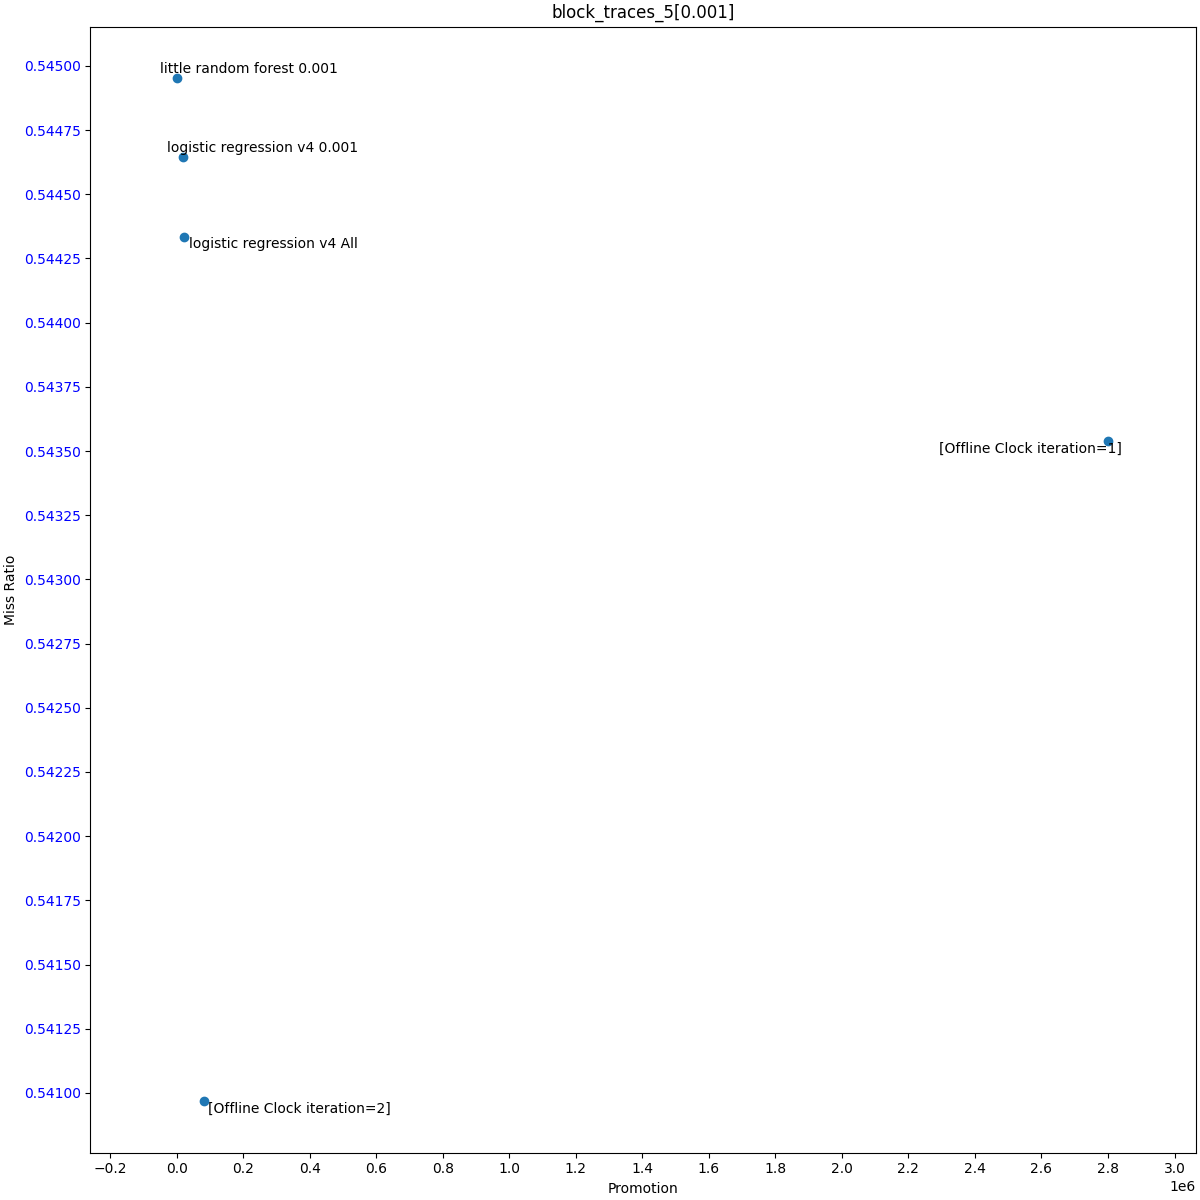 block_traces_5[0.001]
0.54500
0.54475
0.54450
0.54425
0.54400
0.54375
0.54350
0.54325
0.54300
0.54275
0.54250
0.54225
0.54200
0.54175
0.54150
0.54125
0.54100
Miss Ratio
little random forest 0.001
logistic regression v4 0.001
logistic regression v4 All
[Offline Clock iteration=1]
[Offline Clock iteration=2]
−0.2 0.0 0.2 0.4 0.6 0.8 1.0 1.2 1.4 1.6 1.8 2.0 2.2 2.4 2.6 2.8 3.0
1e6
Promotion